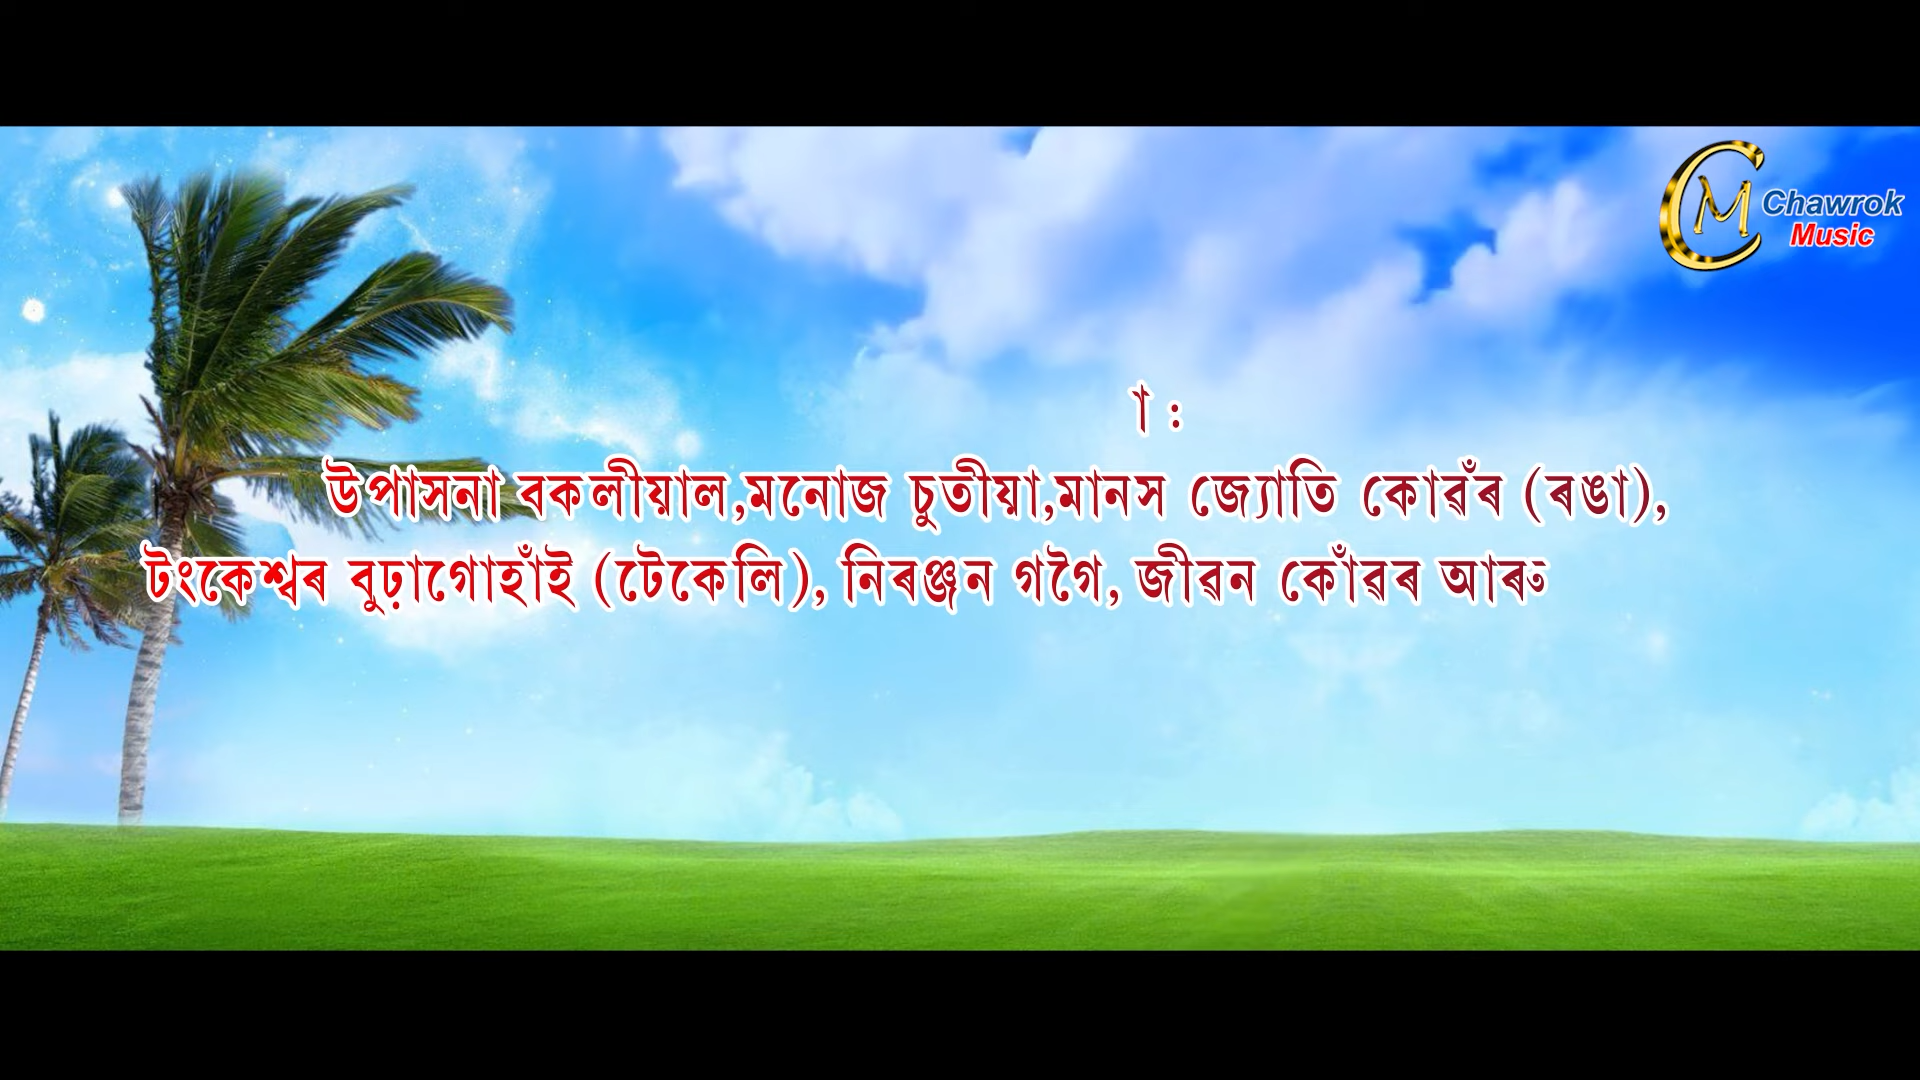 Chawrok
Music
া :
উপাসনা বকলীয়াল,মনোজ চুতীয়া,মানস জ্যোতি কোৱঁৰ (ৰঙা),
টংকেশ্বৰ বুঢ়াগোহাঁই (টেকেলি), নিৰঞ্জন গগৈ, জীৱন কোঁৱৰ আৰু